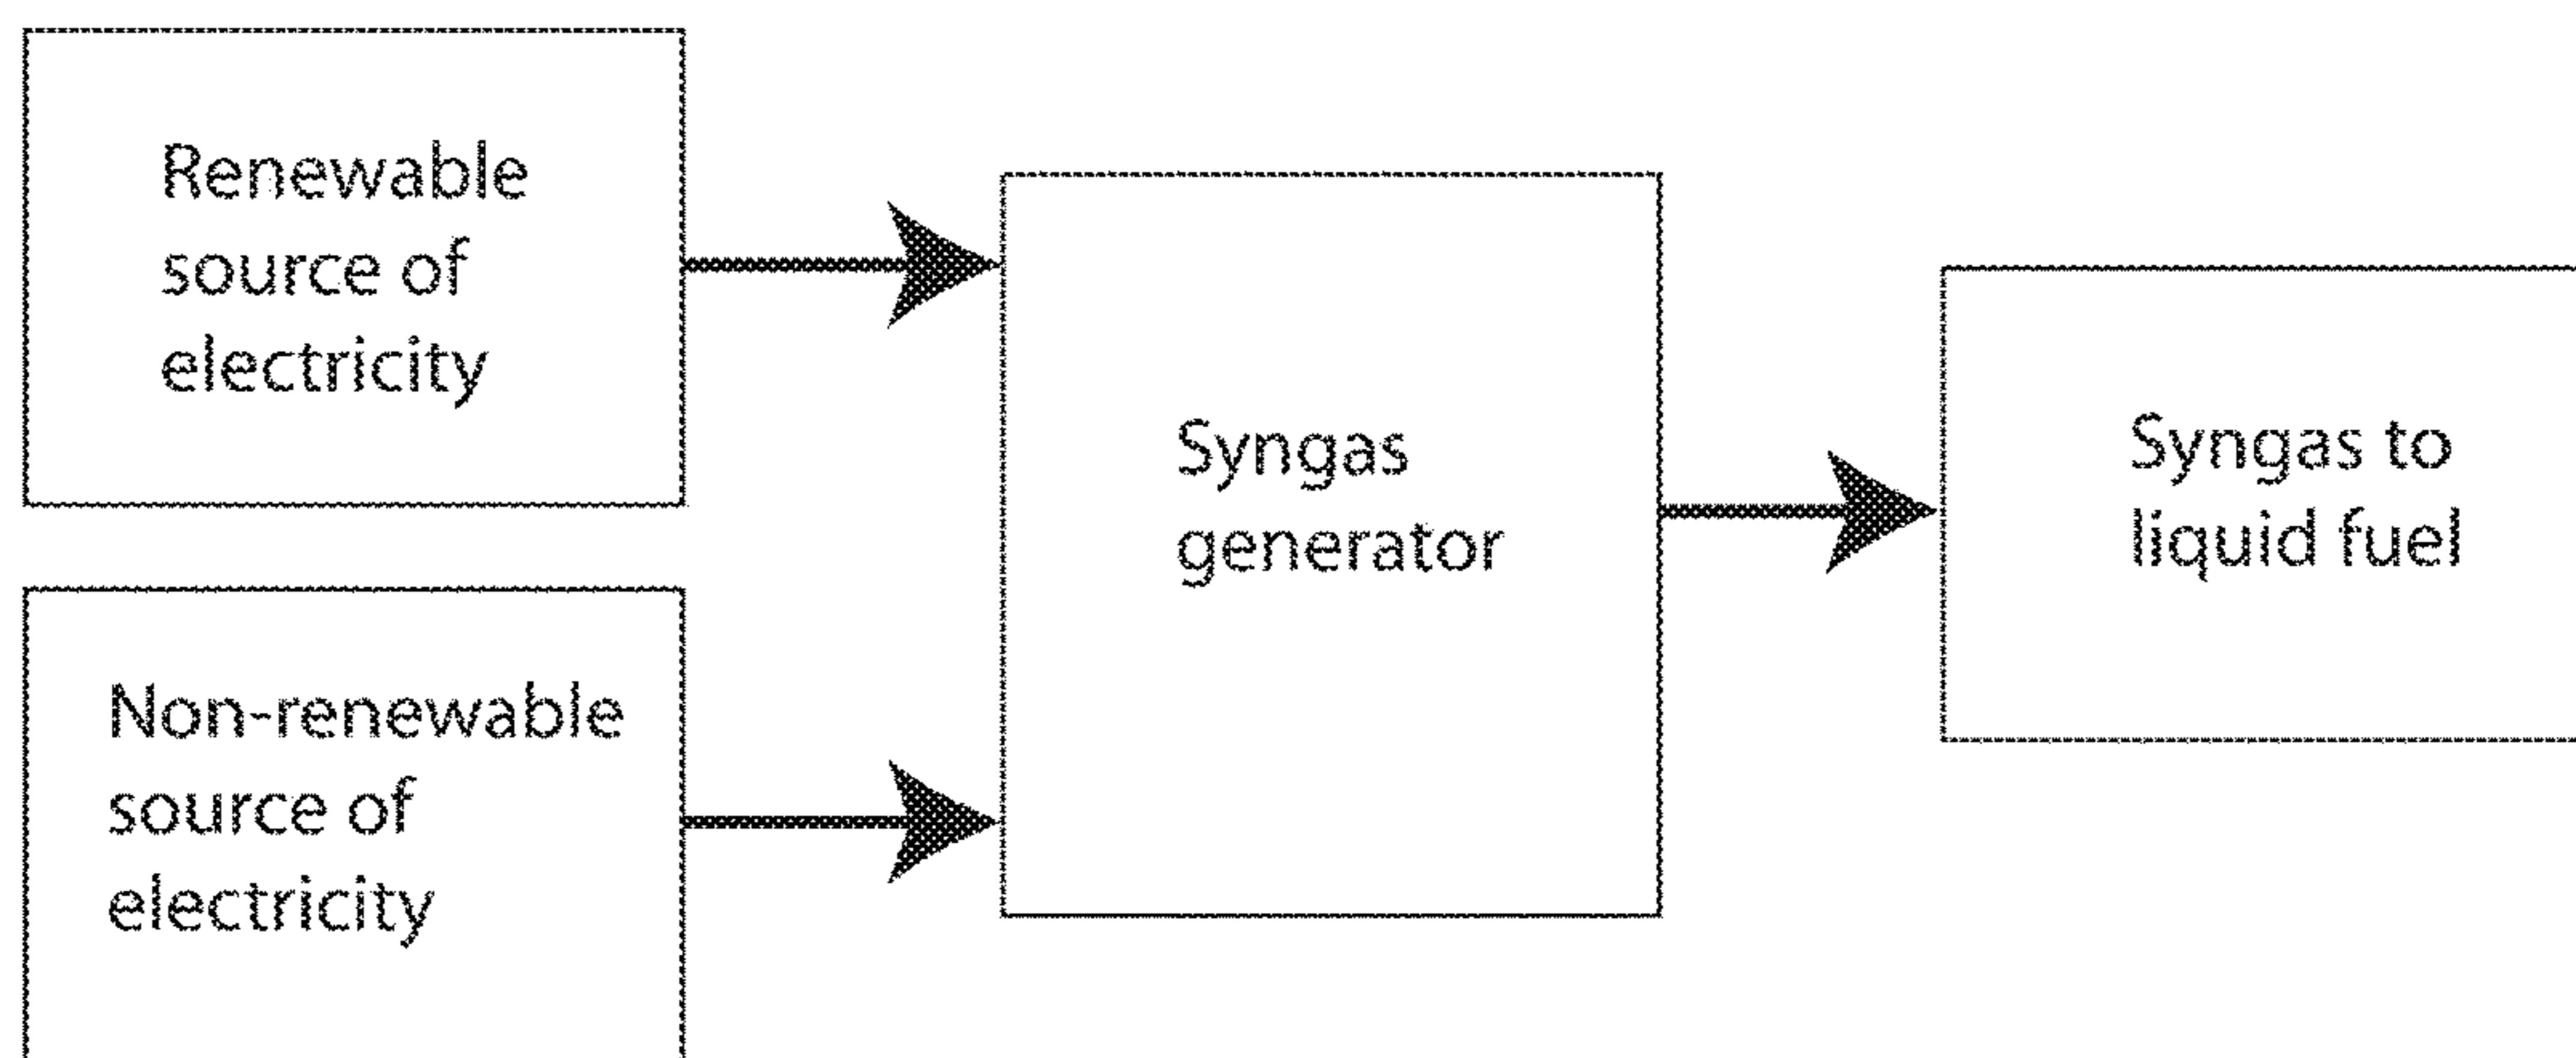 Renewable
source of
electricity
Non-renewable
source of
electricity
Syngas
generator
Syngas to
liquid fuel